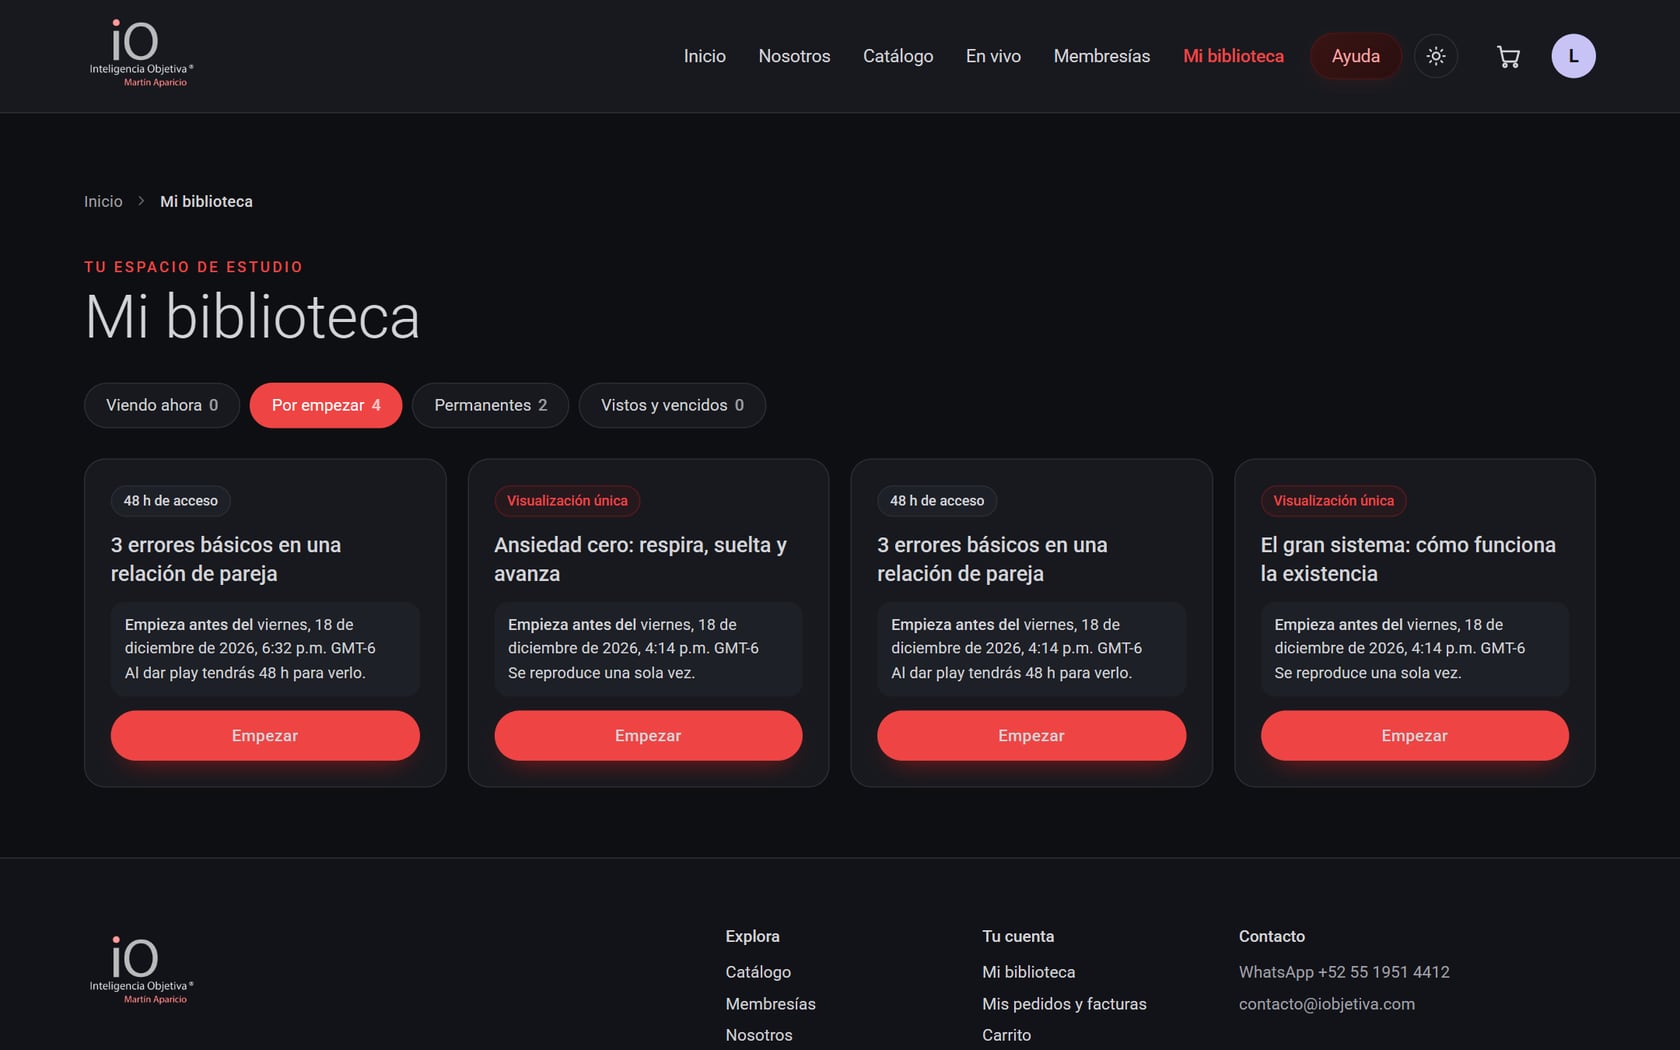 iO
Inteligencia Objetiva ®
Martín Aparicio
Inicio
Nosotros
Catálogo
En vivo
Membresías
Mi biblioteca
Ayuda
L
Inicio > Mi biblioteca
TU ESPACIO DE ESTUDIO
Mi biblioteca
Viendo ahora 0
Por empezar 4
Permanentes 2
Vistos y vencidos 0
48 h de acceso
3 errores básicos en una
relación de pareja
Empieza antes del viernes, 18 de
diciembre de 2026, 6:32 p.m. GMT-6
Al dar play tendrás 48 h para verlo.
Empezar
Visualización única
Ansiedad cero: respira, suelta y
avanza
Empieza antes del viernes, 18 de
diciembre de 2026, 4:14 p.m. GMT-6
Se reproduce una sola vez.
Empezar
48 h de acceso
3 errores básicos en una
relación de pareja
Empieza antes del viernes, 18 de
diciembre de 2026, 4:14 p.m. GMT-6
Al dar play tendrás 48 h para verlo.
Empezar
Visualización única
El gran sistema: cómo funciona
la existencia
Empieza antes del viernes, 18 de
diciembre de 2026, 4:14 p.m. GMT-6
Se reproduce una sola vez.
Empezar
iO
Inteligencia Objetiva ®
Martín Aparicio
Explora
Catálogo
Membresías
Nosotros
Tu cuenta
Mi biblioteca
Mis pedidos y facturas
Carrito
Contacto
WhatsApp +52 55 1951 4412
contacto@iobjetiva.com